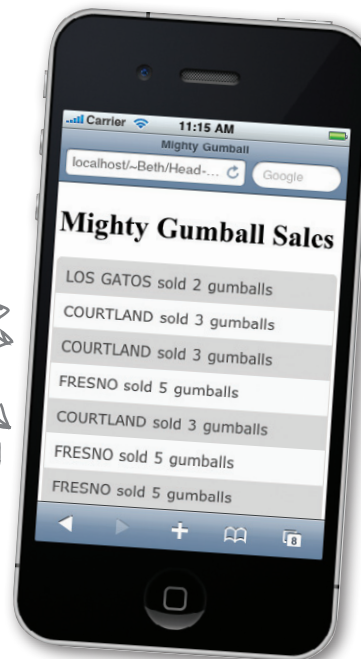 Carrier 11:15 AM
Mighty Gumball
localhost/~Beth/Head-... Google
Mighty Gumball Sales
LOS GATOS sold 2 gumballs
COURTLAND sold 3 gumballs
COURTLAND sold 3 gumballs
FRESNO sold 5 gumballs
COURTLAND sold 3 gumballs
FRESNO sold 5 gumballs
FRESNO sold 5 gumballs
8